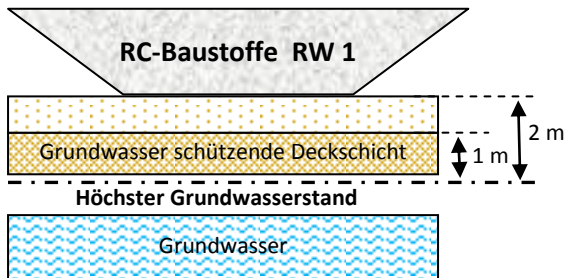 RC-Baustoffe RW 1
2 m
Grundwasser schützende Deckschicht
1 m
Höchster Grundwasserstand
Grundwasser